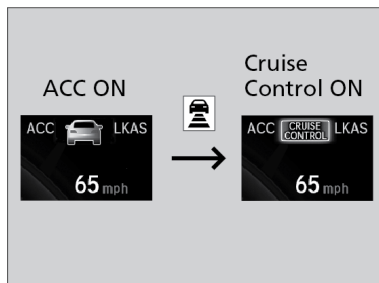 ACC ON
ACC LKAS
65 mph
Cruise
Control ON
ACC CRUISE CONTROL LKAS
65 mph